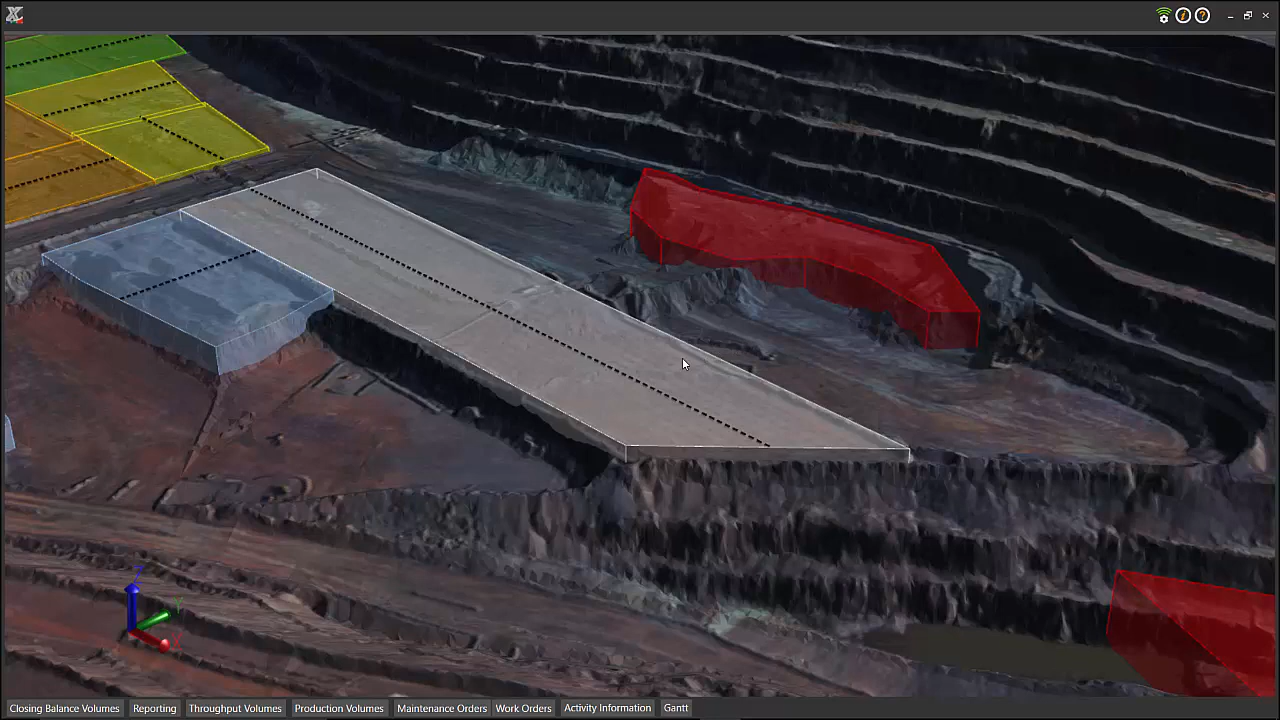 Z
Y
X
Closing Balance Volumes
Reporting
Throughput Volumes
Production Volumes
Maintenance Orders
Work Orders
Activity Information
Gantt